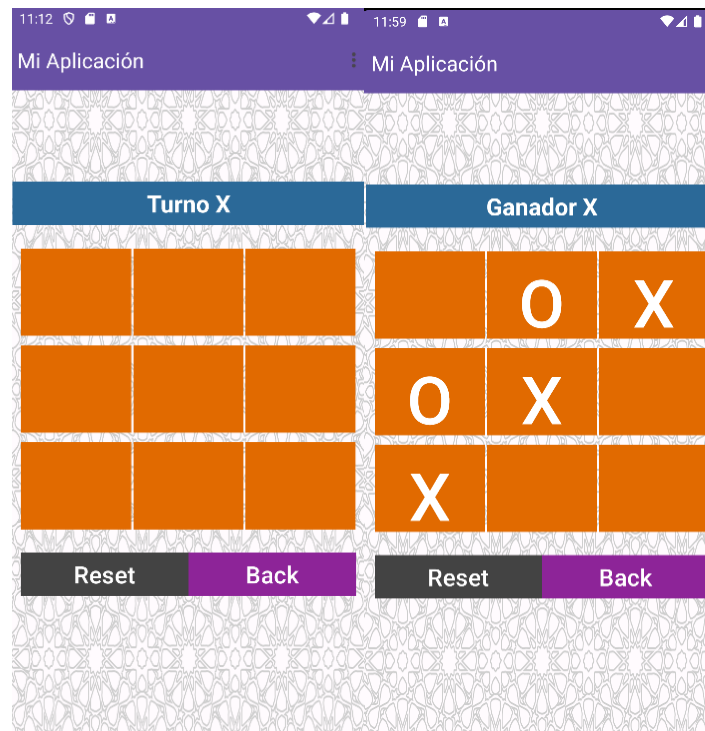 11:12
Mi Aplicación
Turno X
Reset Back
11:59
Mi Aplicación
Ganador X
O X
O X
X
Reset Back